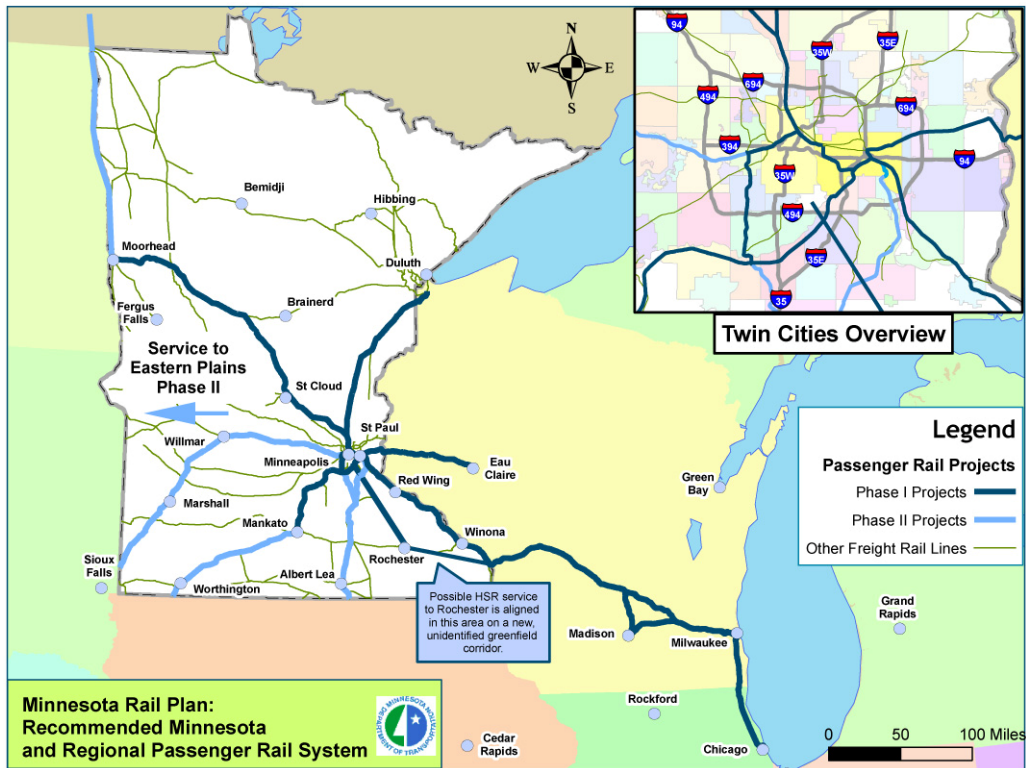 N
W
E
S
Bemidji
Hibbing
Moorhead
Duluth
Fergus
Falls
Brainerd
Service to
Eastern Plains
Phase II
St Cloud
St Paul
Willmar
Minneapolis
Eau
Claire
Red Wing
Marshall
Mankato
Winona
Sioux
Falls
Rochester
Albert Lea
Worthington
Possible HSR service
to Rochester is aligned
in this area on a new,
unidentified greenfield
corridor.
Green
Bay
Madison
Milwaukee
Grand
Rapids
Rockford
Cedar
Rapids
Chicago
94
35W
35E
694
494
694
394
94
35W
494
35E
35
Twin Cities Overview
Legend
Passenger Rail Projects
Phase I Projects
Phase II Projects
Other Freight Rail Lines
Minnesota Rail Plan:
Recommended Minnesota
and Regional Passenger Rail System
MINNESOTA DEPARTMENT OF TRANSPORTATION
0 50 100 Miles